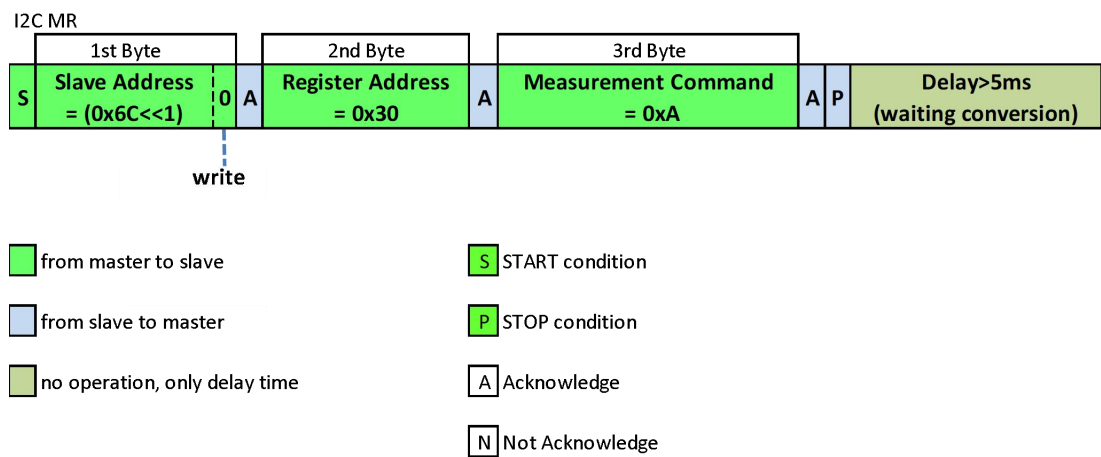 I2C MR
1st Byte 2nd Byte 3rd Byte
S Slave Address 0 A Register Address A Measurement Command A P Delay>5ms
= (0x6C<<1) = 0x30 = 0xA (waiting conversion)
write
from master to slave S START condition
from slave to master P STOP condition
no operation, only delay time A Acknowledge
N Not Acknowledge